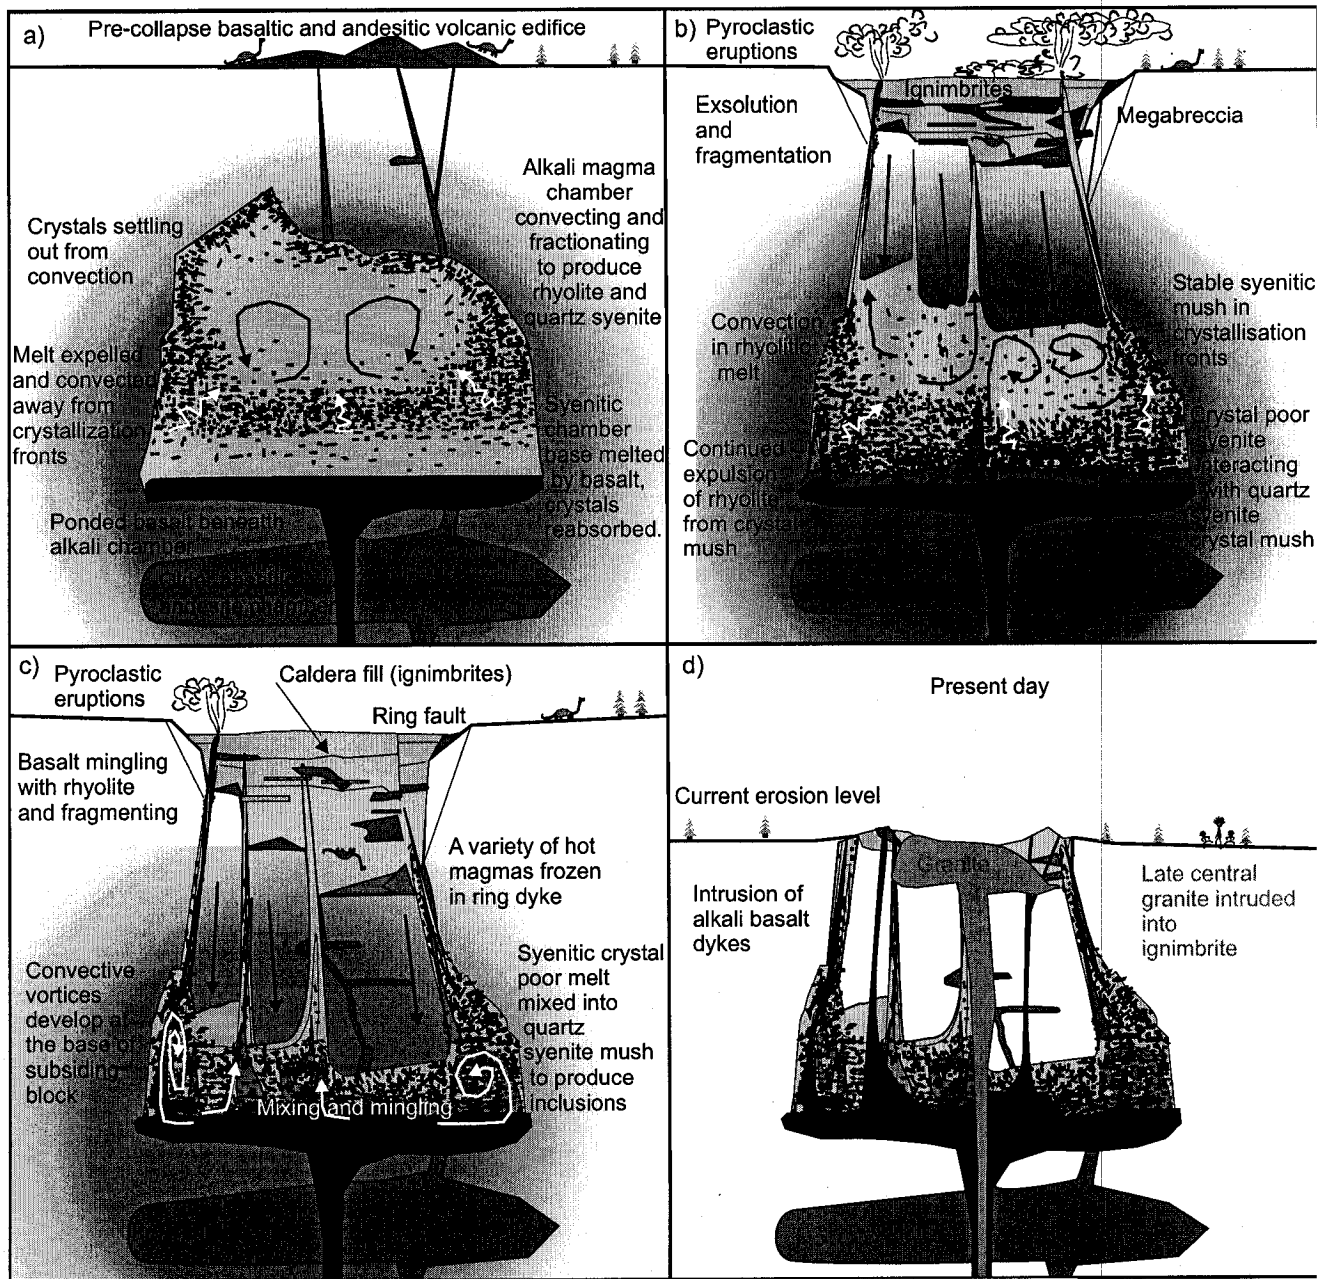 a)
Pre-collapse basaltic and andesitic volcanic edifice
Crystals settling
out from
convection
Alkali magma
chamber
convecting and
fractionating
to produce
rhyolite and
quartz syenite
Melt expelled
and convected
away from
crystallization
fronts
Syenitic
chamber
base melted
by basalt,
crystals
reabsorbed.
Ponded basalt beneath
alkali chamber
b)
Pyroclastic
eruptions
Ignimbrites
Exsolution
and
fragmentation
Megabreccia
Convection
in rhyolitic
melt
Stable syenitic
mush in
crystallisation
fronts
Continued
expulsion
of rhyolite
from crystal
mush
Crystal poor
syenite
interacting
with quartz
syenite
crystal mush
c)
Pyroclastic
eruptions
Caldera fill (ignimbrites)
Ring fault
Basalt mingling
with rhyolite
and fragmenting
A variety of hot
magmas frozen
in ring dyke
Convective
vortices
develop at
the base of
subsiding
block
Syenitic crystal
poor melt
mixed into
quartz
syenite mush
to produce
inclusions
Mixing and mingling
d)
Present day
Current erosion level
Granite
Intrusion of
alkali basalt
dykes
Late central
granite intruded
into
ignimbrite